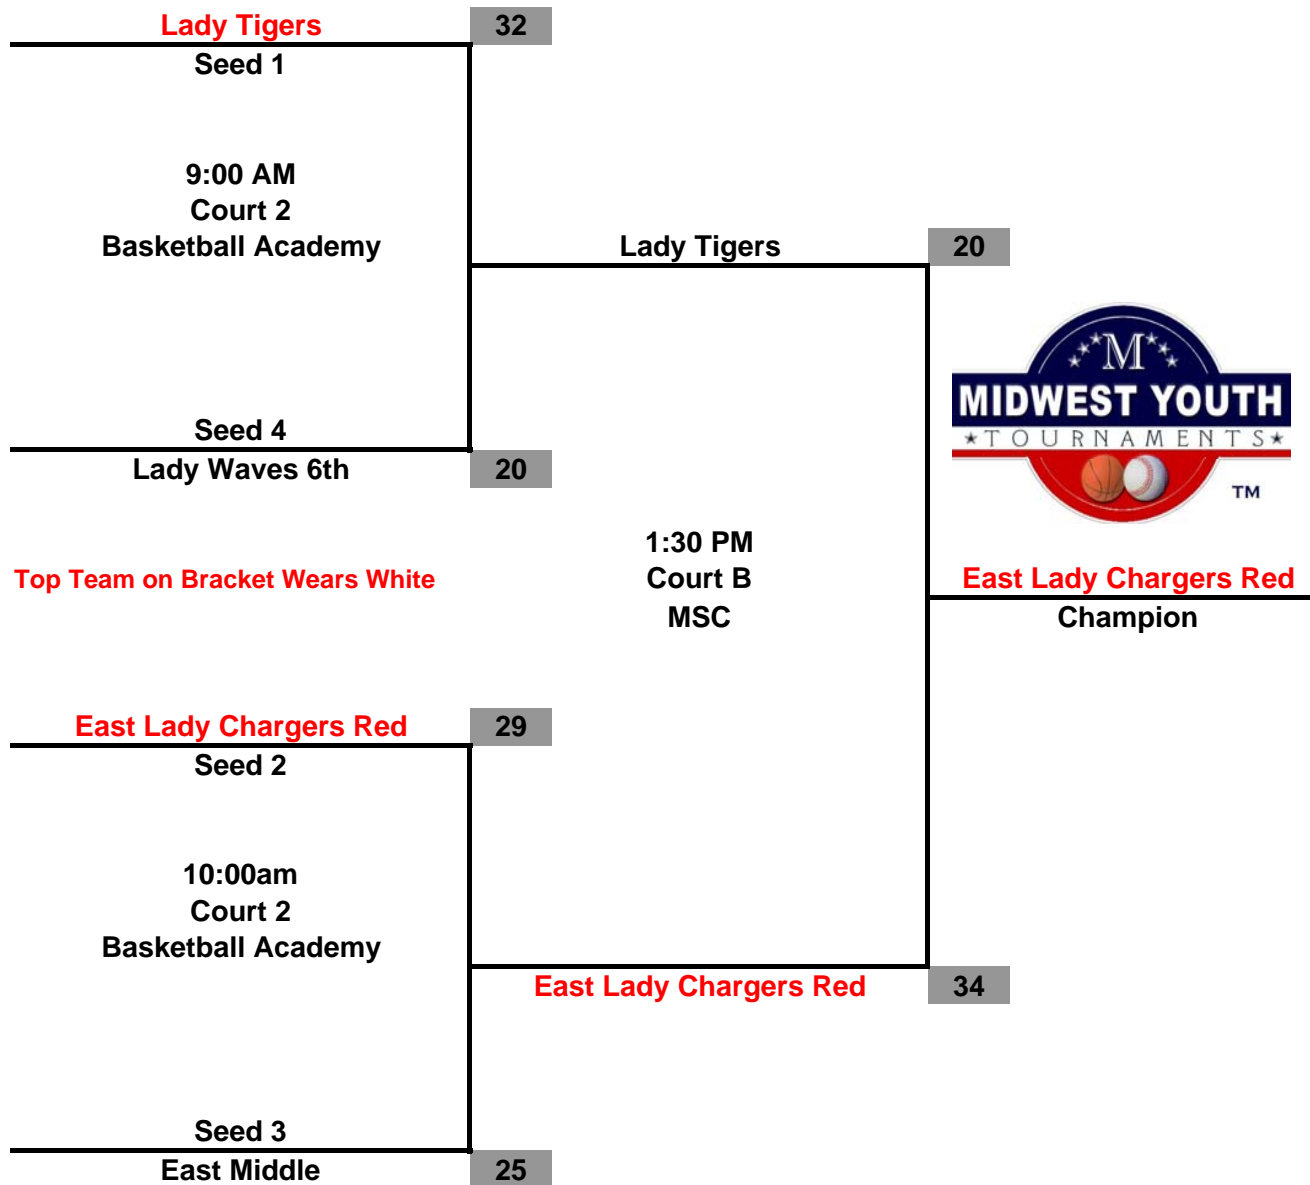 Lady Tigers 32
Seed 1
9:00 AM
Court 2
Basketball Academy
Lady Tigers 20
M
MIDWEST YOUTH
★TOURNAMENTS★
TM
Seed 4
Lady Waves 6th 20
1:30 PM
Court B
MSC
Top Team on Bracket Wears White
East Lady Chargers Red
Champion
East Lady Chargers Red 29
Seed 2
10:00am
Court 2
Basketball Academy
East Lady Chargers Red 34
Seed 3
East Middle 25